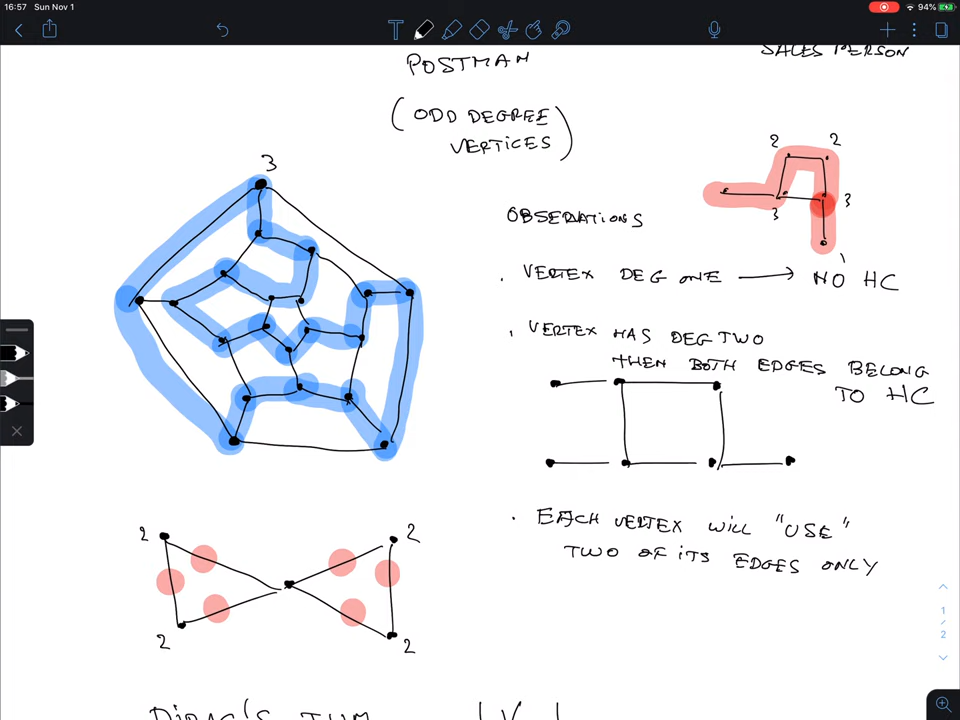 16:57 Sun Nov 1
94%
POSTMAN
SALES PERSON
(ODD DEGREE
VERTICES)
3
2 2
3 3
1
OBSERVATIONS
. VERTEX DEG ONE → NO HC
. VERTEX HAS DEG TWO
THEN BOTH EDGES BELONG
TO HC
. EACH VERTEX WILL "USE"
TWO OF ITS EDGES ONLY
2 2
2 2
DIRAC'S THM |V|
1
/
2